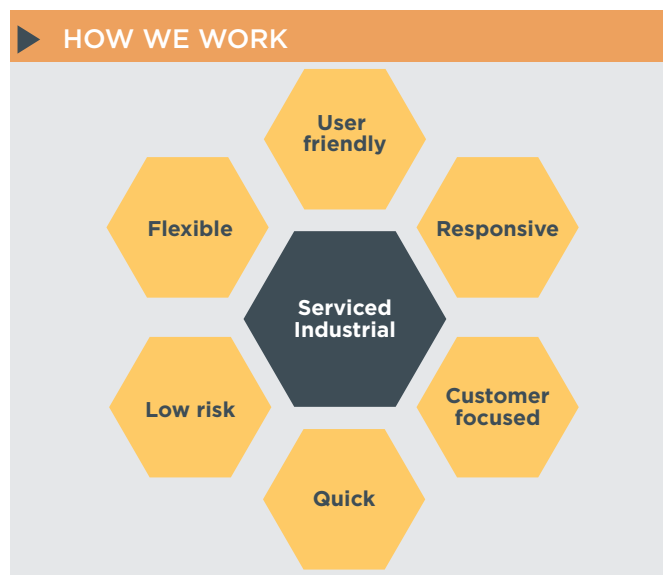 HOW WE WORK
User
friendly
Flexible
Responsive
Serviced
Industrial
Low risk
Customer
focused
Quick